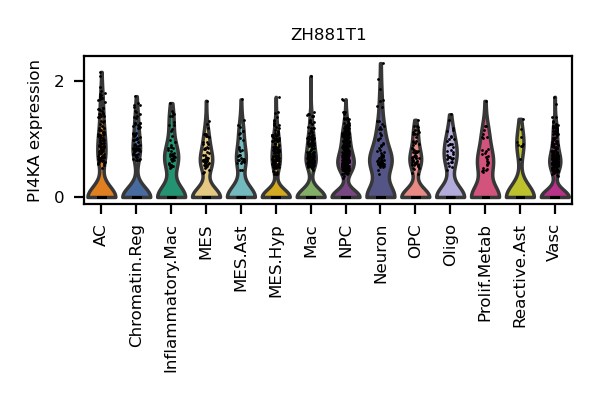 ZH881T1
PI4KA expression
2
0
AC
Chromatin.Reg
Inflammatory.Mac
MES
MES.Ast
MES.Hyp
Mac
NPC
Neuron
OPC
Oligo
Prolif.Metab
Reactive.Ast
Vasc